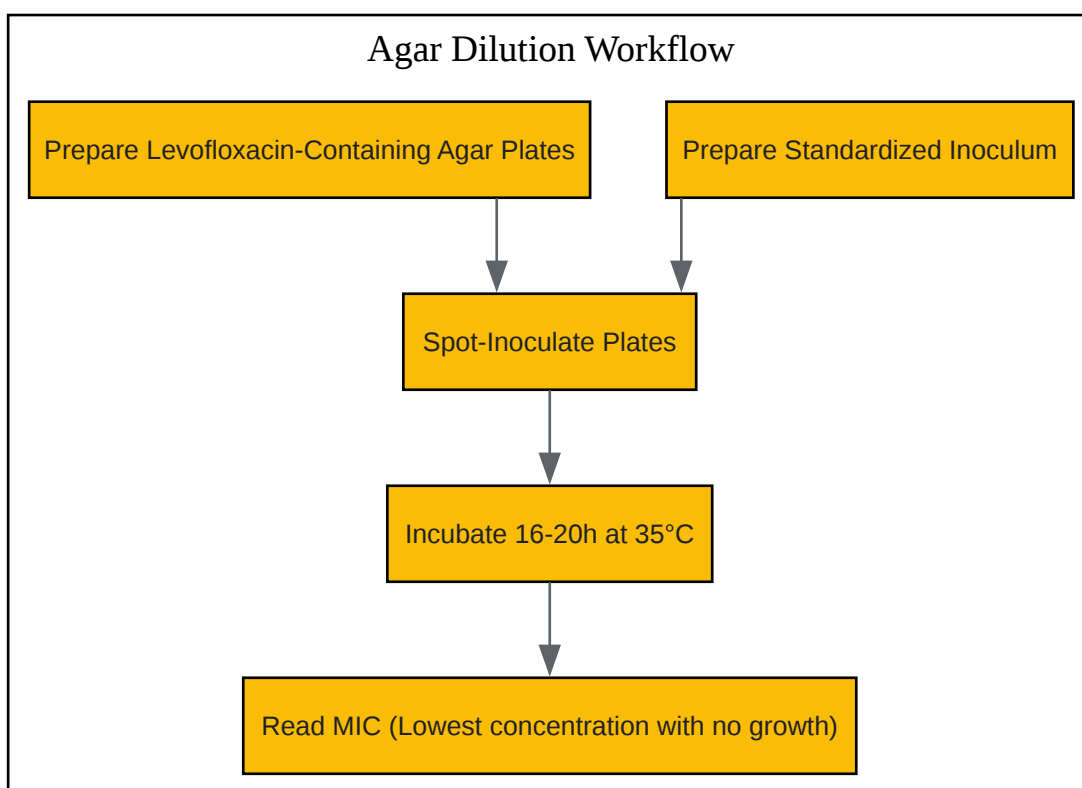 Agar Dilution Workflow
Prepare Levofloxacin-Containing Agar Plates
Prepare Standardized Inoculum
Spot-Inoculate Plates
Incubate 16-20h at 35°C
Read MIC (Lowest concentration with no growth)